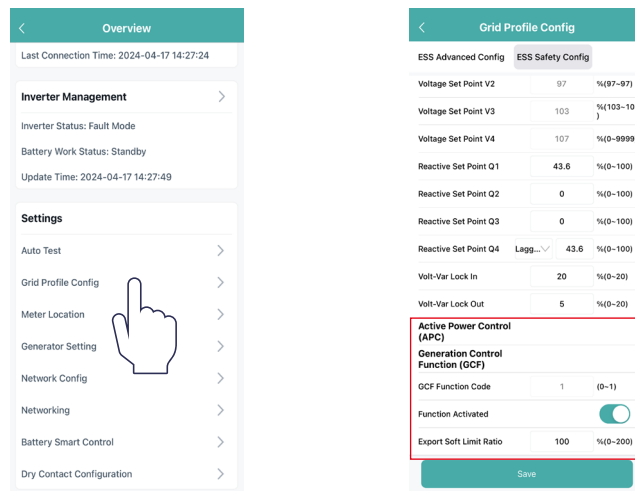 Overview
Last Connection Time: 2024-04-17 14:27:24
Inverter Management
Inverter Status: Fault Mode
Battery Work Status: Standby
Update Time: 2024-04-17 14:27:49
Settings
Auto Test
Grid Profile Config
Meter Location
Generator Setting
Network Config
Networking
Battery Smart Control
Dry Contact Configuration
Grid Profile Config
ESS Advanced Config ESS Safety Config
Voltage Set Point V2 97 %(97~97)
Voltage Set Point V3 103 %(103~10
)
Voltage Set Point V4 107 %(0~9999
Reactive Set Point Q1 43.6 %(0~100)
Reactive Set Point Q2 0 %(0~100)
Reactive Set Point Q3 0 %(0~100)
Reactive Set Point Q4 Lagg... 43.6 %(0~100)
Volt-Var Lock In 20 %(0~20)
Volt-Var Lock Out 5 %(0~20)
Active Power Control
(APC)
Generation Control
Function (GCF)
GCF Function Code 1 (0~1)
Function Activated
Export Soft Limit Ratio 100 %(0~200)
Save